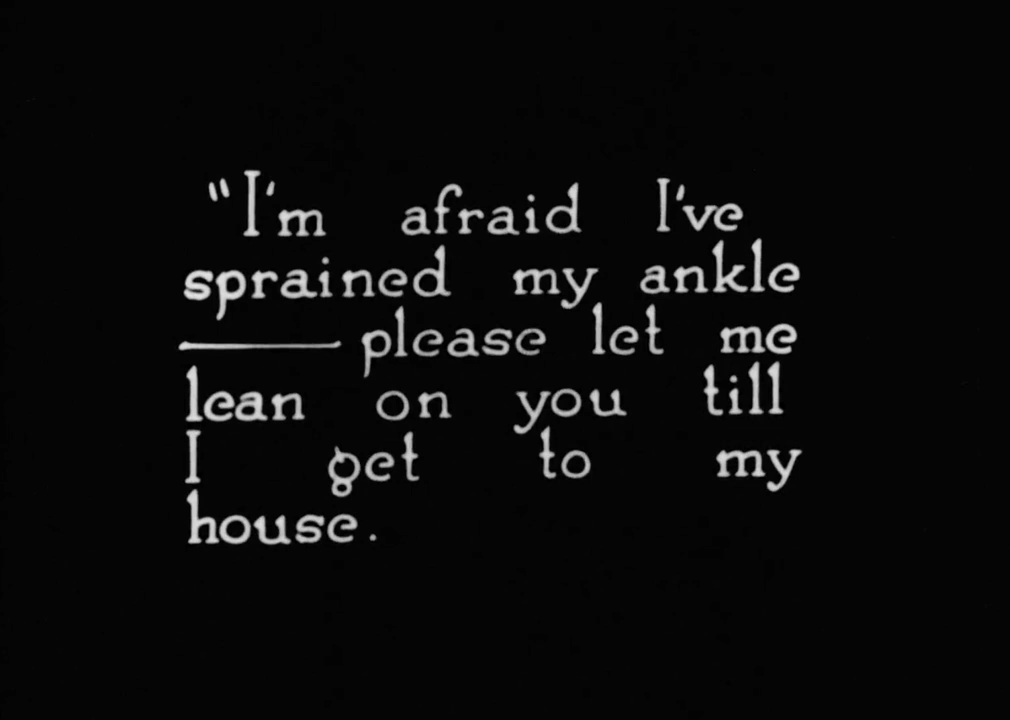 "I'm afraid I've
sprained my ankle
—— please let me
lean on you till
I get to my
house.